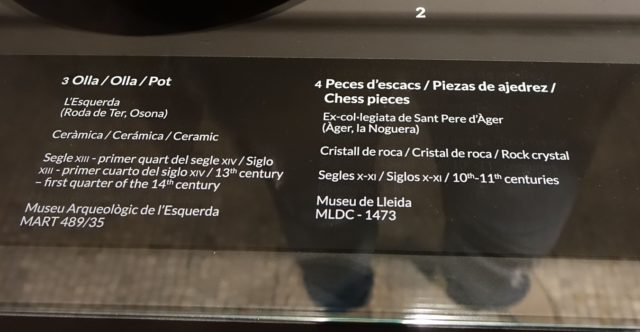 2
3 Olla / Olla / Pot
L'Esquerda
(Roda de Ter, Osona)
Ceràmica / Cerámica / Ceramic
Segle XIII - primer quart del segle XIV / Siglo
XIII - primer cuarto del siglo XIV / 13th century
– first quarter of the 14th century
Museu Arqueològic de l'Esquerda
MART 489/35
4 Peces d'escacs / Piezas de ajedrez /
Chess pieces
Ex-col·legiata de Sant Pere d'Àger
(Àger, la Noguera)
Cristall de roca / Cristal de roca / Rock crystal
Segles X-XI / Siglos X-XI / 10th-11th centuries
Museu de Lleida
MLDC - 1473